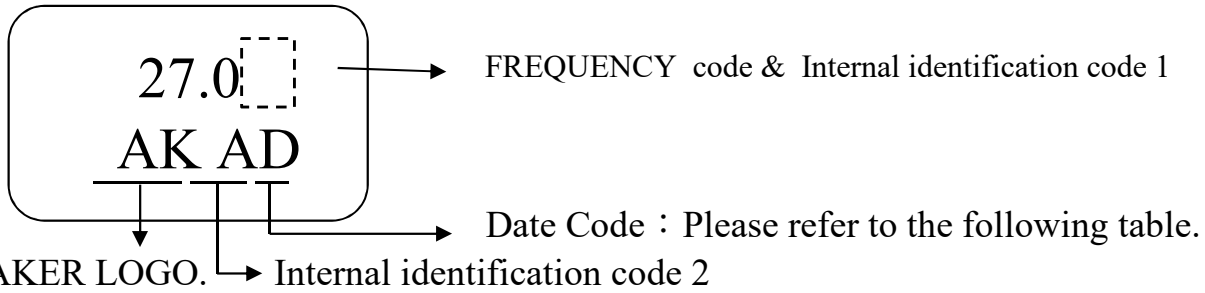 27.0
FREQUENCY code & Internal identification code 1
AK AD
Date Code：Please refer to the following table.
AKER LOGO. Internal identification code 2